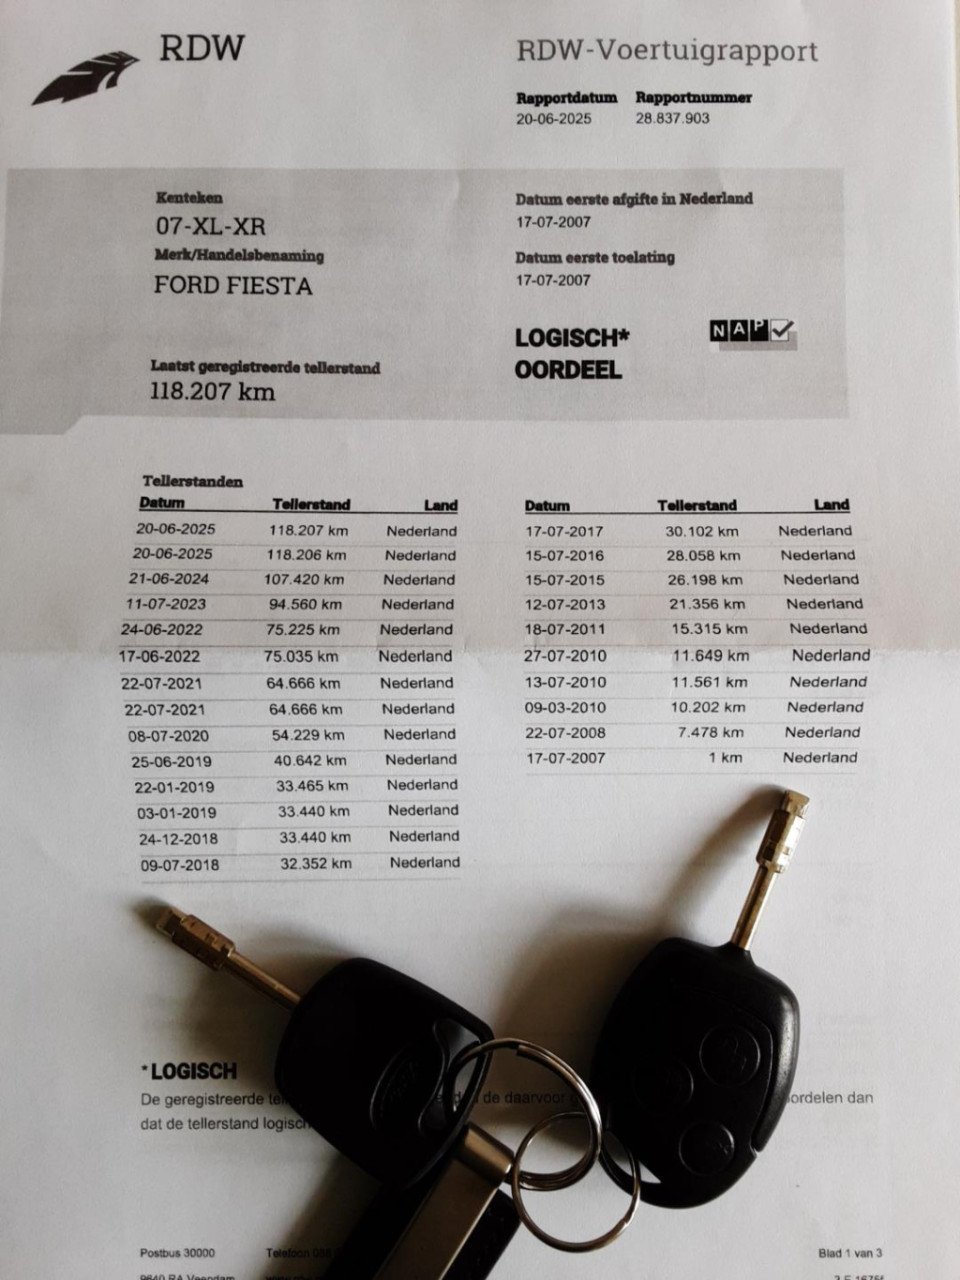 RDW
RDW-Voertuigrapport
Rapportdatum Rapportnummer
20-06-2025 28.837.903
Kenteken
07-XL-XR
Merk/Handelsbenaming
FORD FIESTA
Laatst geregistreerde tellerstand
118.207 km
Datum eerste afgifte in Nederland
17-07-2007
Datum eerste toelating
17-07-2007
LOGISCH*
OORDEEL
NAP
Tellerstanden
Datum Tellerstand Land
20-06-2025 118.207 km Nederland
20-06-2025 118.206 km Nederland
21-06-2024 107.420 km Nederland
11-07-2023 94.560 km Nederland
24-06-2022 75.225 km Nederland
17-06-2022 75.035 km Nederland
22-07-2021 64.666 km Nederland
22-07-2021 64.666 km Nederland
08-07-2020 54.229 km Nederland
25-06-2019 40.642 km Nederland
22-01-2019 33.465 km Nederland
03-01-2019 33.440 km Nederland
24-12-2018 33.440 km Nederland
09-07-2018 32.352 km Nederland
Datum Tellerstand Land
17-07-2017 30.102 km Nederland
15-07-2016 28.058 km Nederland
15-07-2015 26.198 km Nederland
12-07-2013 21.356 km Nederland
18-07-2011 15.315 km Nederland
27-07-2010 11.649 km Nederland
13-07-2010 11.561 km Nederland
09-03-2010 10.202 km Nederland
22-07-2008 7.478 km Nederland
17-07-2007 1 km Nederland
*LOGISCH
De geregistreerde de daarvoor dan
dat de tellerstand logisch
Postbus 30000 Telefoon Blad 1 van 3
9640 RA Veendam